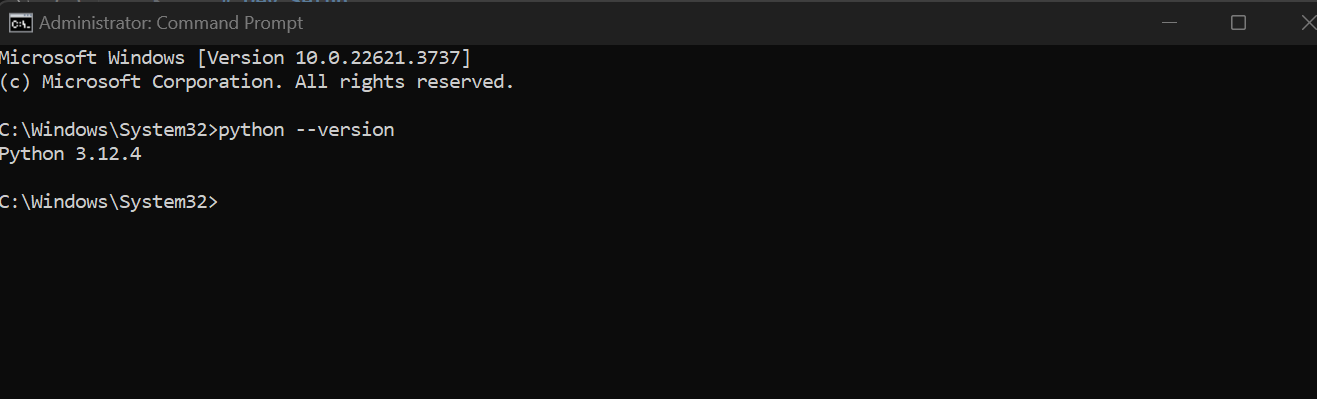 Administrator: Command Prompt
Microsoft Windows [Version 10.0.22621.3737]
(c) Microsoft Corporation. All rights reserved.
C:\Windows\System32>python --version
Python 3.12.4
C:\Windows\System32>